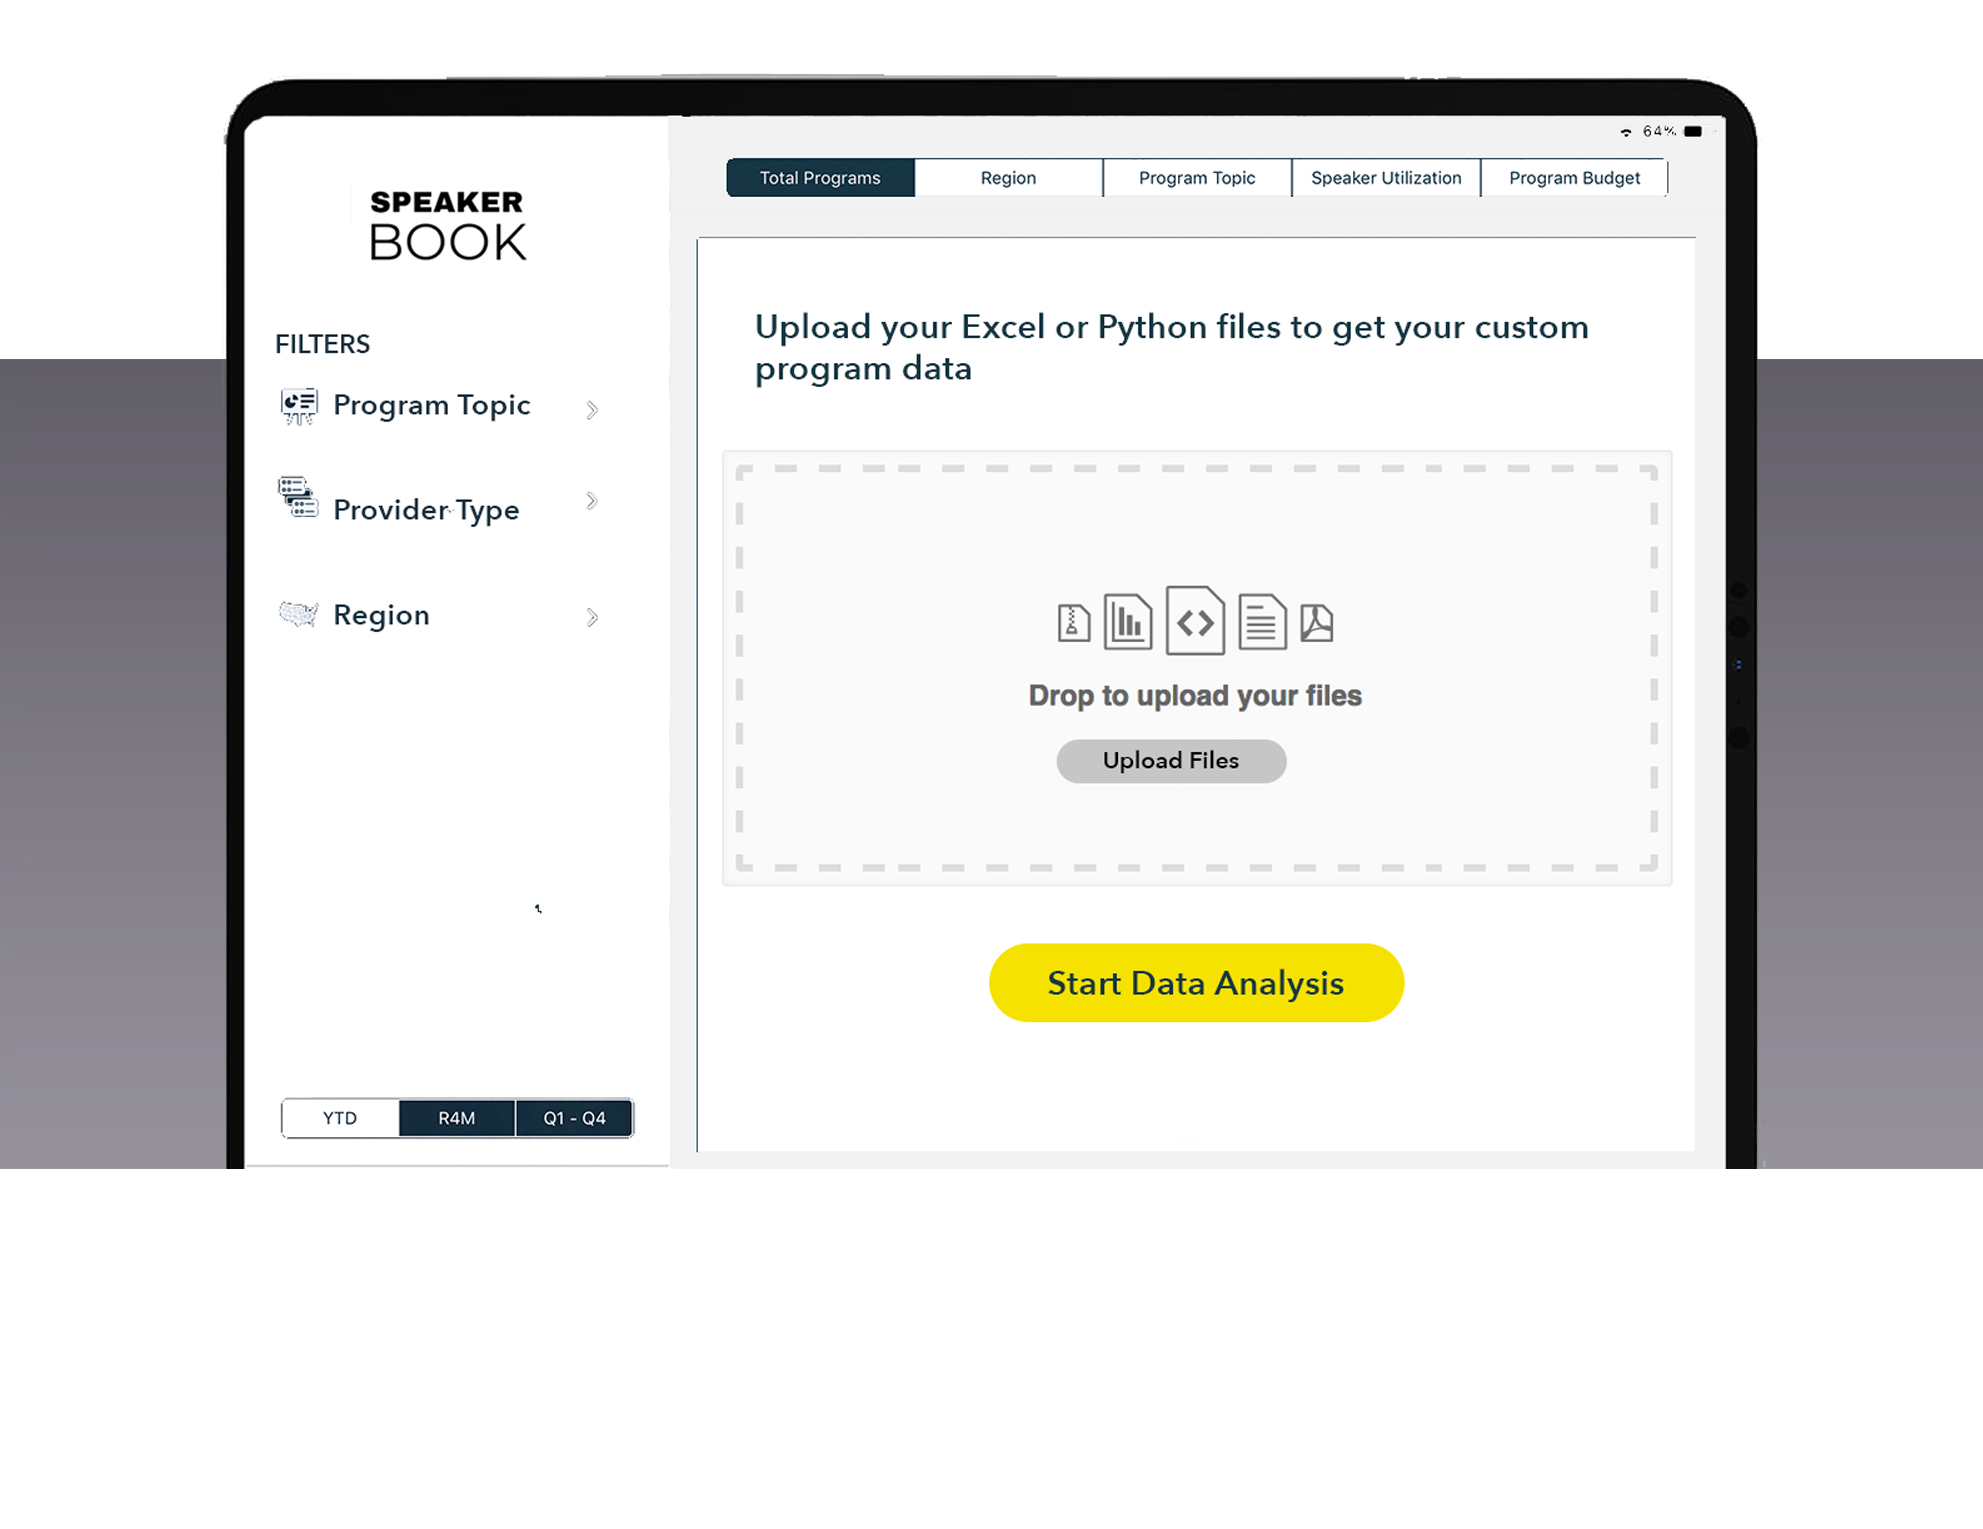 64%
Total Programs
Region
Program Topic
Speaker Utilization
Program Budget
SPEAKER
BOOK
FILTERS
Program Topic
Provider Type
Region
YTD
R4M
Q1 - Q4
Upload your Excel or Python files to get your custom
program data
Drop to upload your files
Upload Files
Start Data Analysis